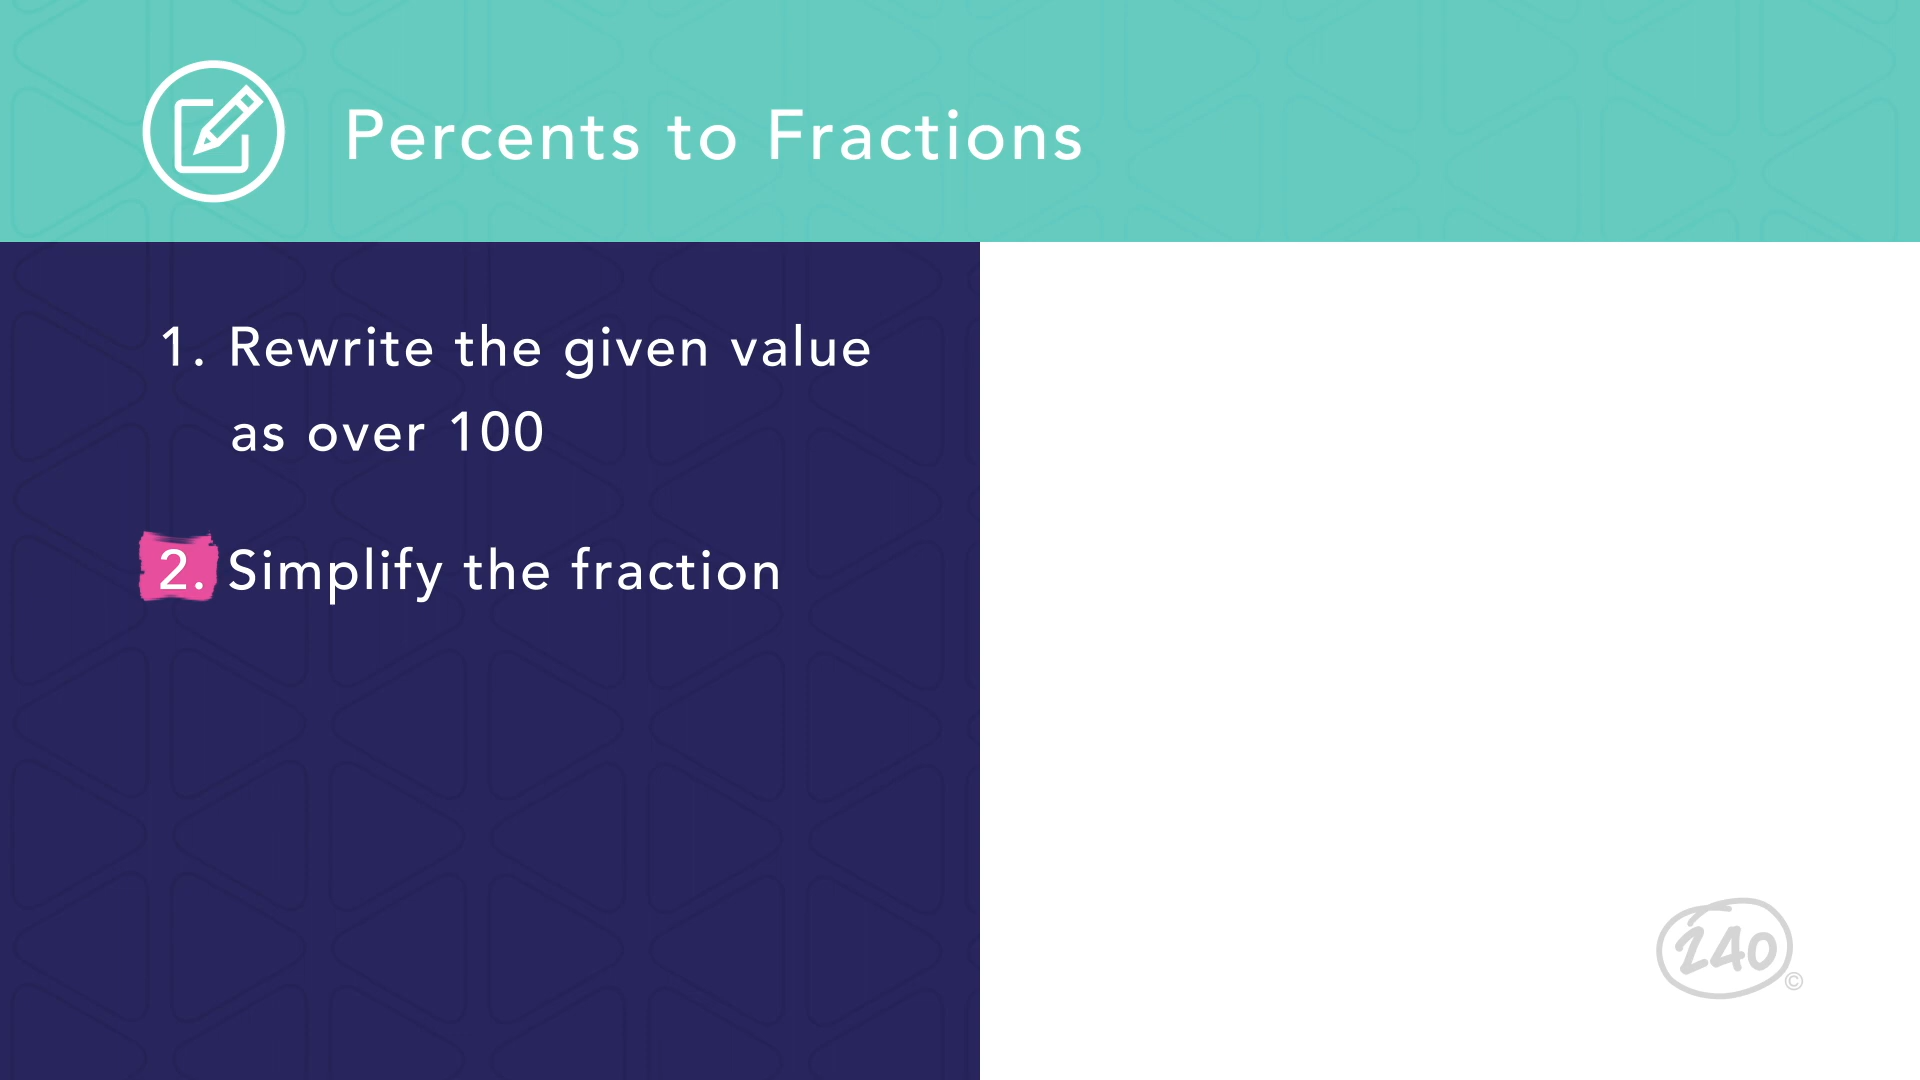 Percents to Fractions
1. Rewrite the given value
as over 100
2. Simplify the fraction
240
©